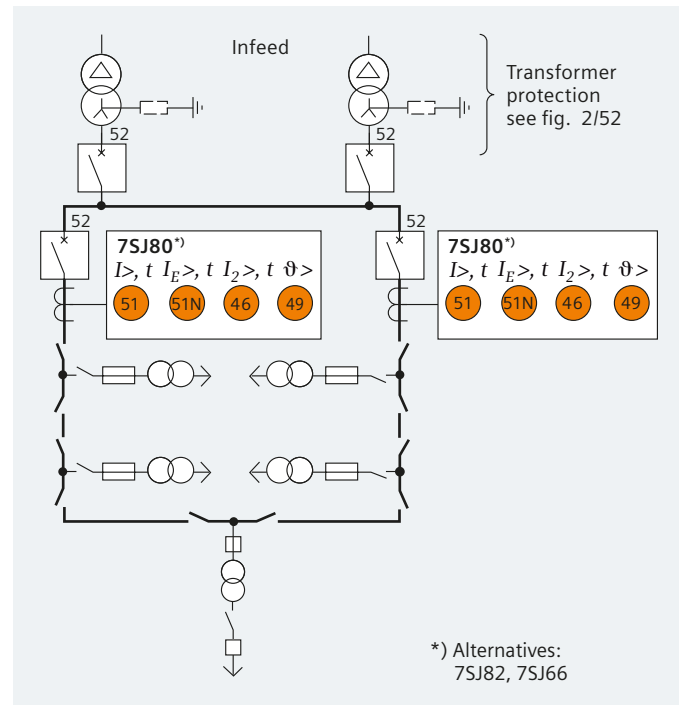 Infeed
Transformer
protection
see fig. 2/52
52
52
52
52
7SJ80*)
I>, t I_E>, t I_2>, t ϑ>
51 51N 46 49
7SJ80*)
I>, t I_E>, t I_2>, t ϑ>
51 51N 46 49
*) Alternatives:
7SJ82, 7SJ66